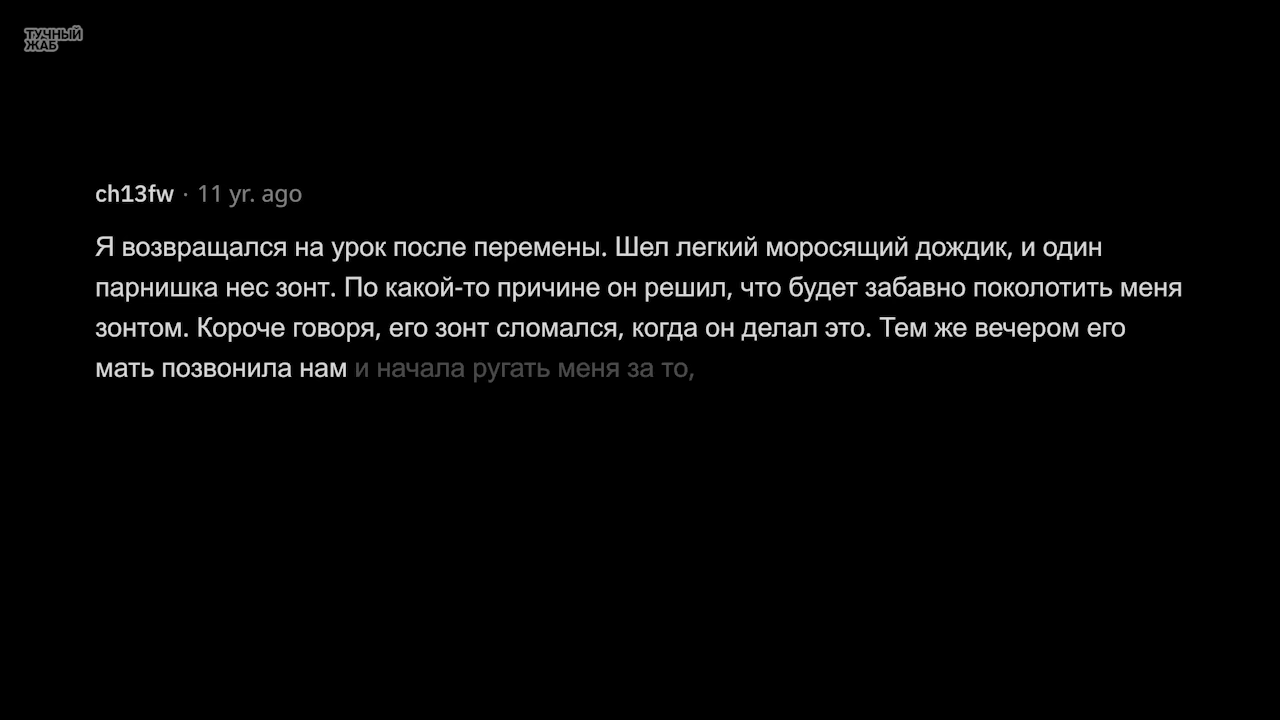 ТУЧНЫЙ
ЖАБ
ch13fw · 11 yr. ago
Я возвращался на урок после перемены. Шел легкий моросящий дождик, и один
парнишка нес зонт. По какой-то причине он решил, что будет забавно поколотить меня
зонтом. Короче говоря, его зонт сломался, когда он делал это. Тем же вечером его
мать позвонила нам и начала ругать меня за то,